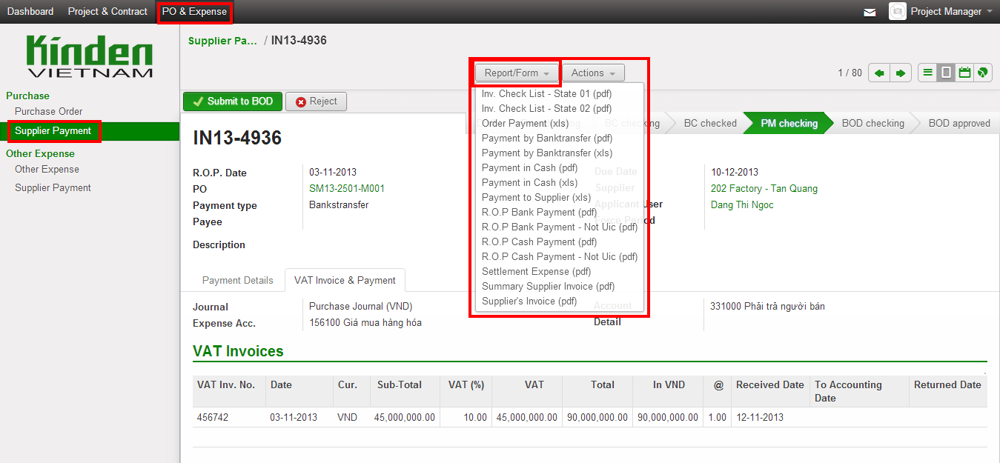 Dashboard Project & Contract PO & Expense Project Manager
Kinden
VIETNAM
Supplier Pa... / IN13-4936
Report/Form Actions 1 / 80
Purchase
Purchase Order
Supplier Payment
Other Expense
Other Expense
Supplier Payment
Submit to BOD Reject
Inv. Check List - State 01 (pdf)
Inv. Check List - State 02 (pdf)
Order Payment (xls)
Payment by Banktransfer (pdf)
Payment by Banktransfer (xls)
Payment in Cash (pdf)
Payment in Cash (xls)
Payment to Supplier (xls)
R.O.P Bank Payment (pdf)
R.O.P Bank Payment - Not Uic (pdf)
R.O.P Cash Payment (pdf)
R.O.P Cash Payment - Not Uic (pdf)
Settlement Expense (pdf)
Summary Supplier Invoice (pdf)
Supplier's Invoice (pdf)
BC checking BC checked PM checking BOD checking BOD approved
IN13-4936
R.O.P. Date 03-11-2013 Due Date 10-12-2013
PO SM13-2501-M001 Supplier 202 Factory - Tan Quang
Payment type Bankstransfer Applicant User Dang Thi Ngoc
Payee Force Period
Description
Payment Details VAT Invoice & Payment
Journal Purchase Journal (VND) Account 331000 Phải trả người bán
Expense Acc. 156100 Giá mua hàng hóa Detail
VAT Invoices
VAT Inv. No. Date Cur. Sub-Total VAT (%) VAT Total In VND @ Received Date To Accounting Date Returned Date
456742 03-11-2013 VND 45,000,000.00 10.00 45,000,000.00 90,000,000.00 90,000,000.00 1.00 12-11-2013